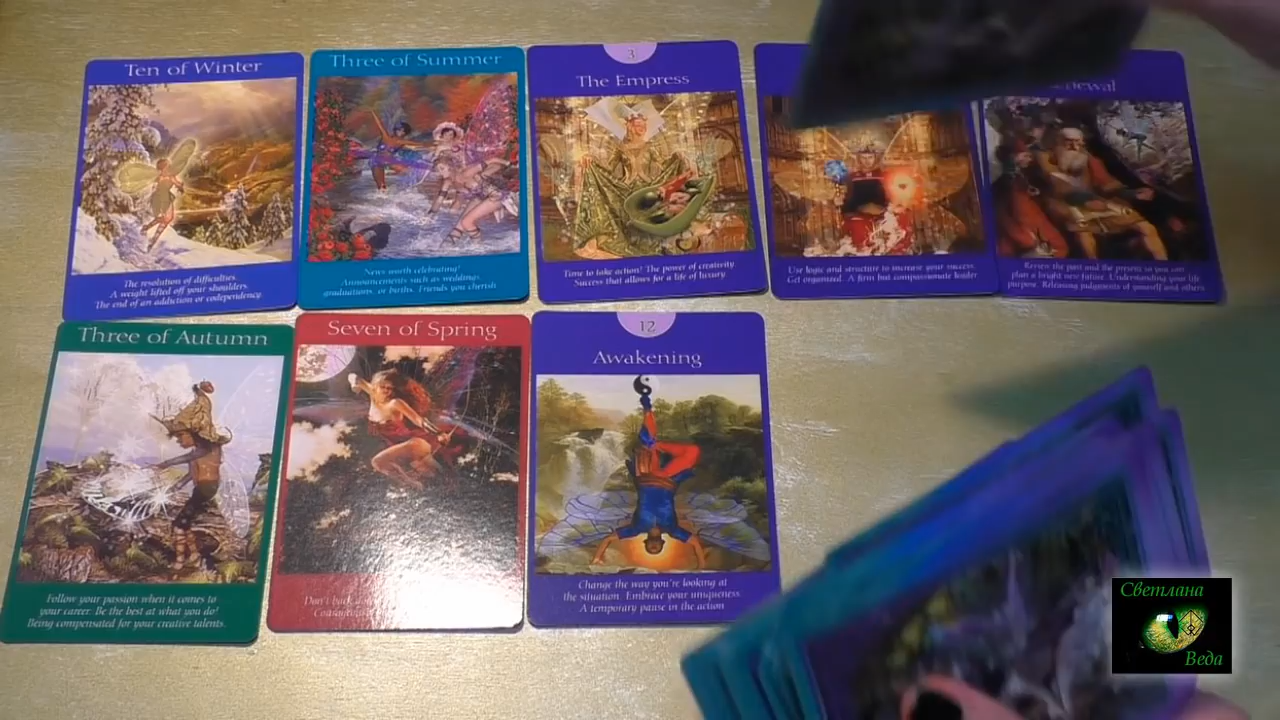 Ten of Winter
The resolution of difficulties.
A weight lifted off your shoulders.
The end of an addiction or codependency.
Three of Summer
News worth celebrating!
Announcements such as weddings,
graduations, or births. Friends you cherish
3
The Empress
Time to take action! The power of creativity
Success that allows for a life of luxury
Use logic and structure to increase your success.
Get organized. A firm but compassionate leader
Review the past and the present so you can
plan a bright new future. Understanding your life
purpose. Releasing judgments of yourself and others.
Three of Autumn
Follow your passion when it comes to
your career. Be the best at what you do!
Being compensated for your creative talents.
Seven of Spring
Don't back
12
Awakening
Change the way you're looking at
the situation. Embrace your uniqueness
A temporary pause in the action
Светлана
Веда